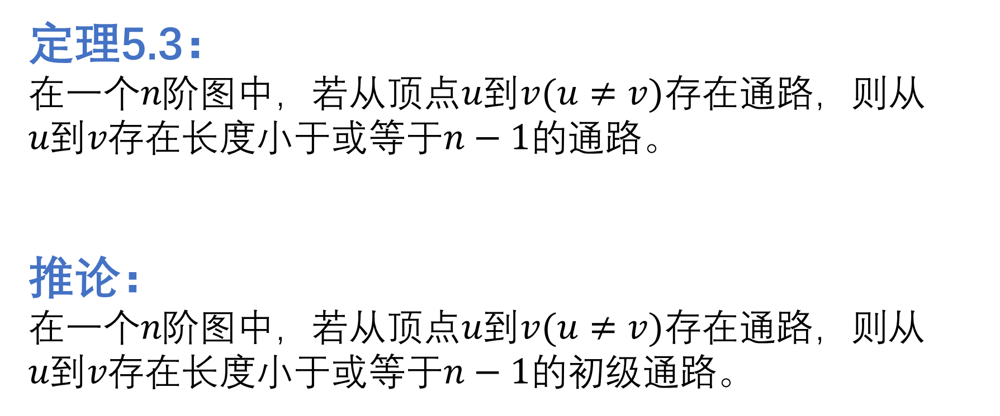 定理5.3：
在一个n阶图中，若从顶点u到v(u ≠ v)存在通路，则从
u到v存在长度小于或等于n − 1的通路。
推论：
在一个n阶图中，若从顶点u到v(u ≠ v)存在通路，则从
u到v存在长度小于或等于n − 1的初级通路。